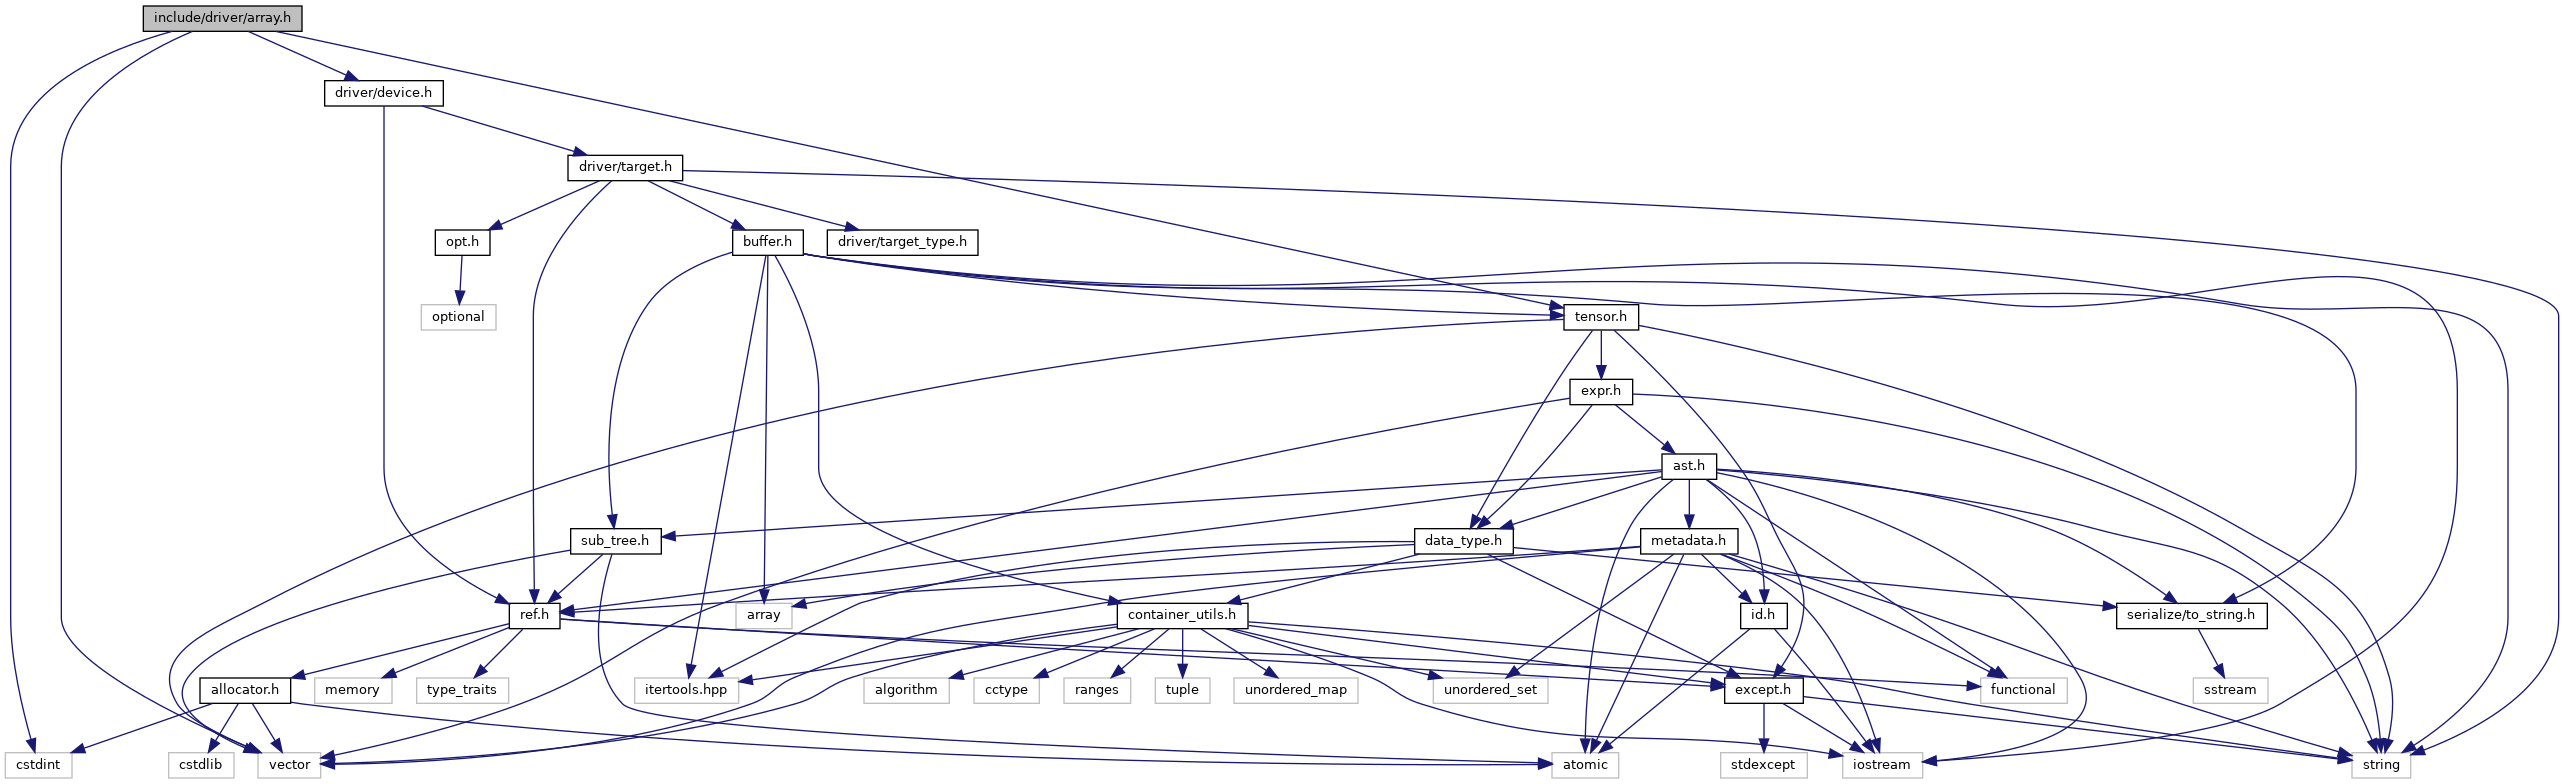 include/driver/array.h
driver/device.h
driver/target.h
opt.h
buffer.h
driver/target_type.h
optional
tensor.h
expr.h
ast.h
sub_tree.h
data_type.h
metadata.h
ref.h
array
container_utils.h
id.h
serialize/to_string.h
allocator.h
memory
type_traits
itertools.hpp
algorithm
cctype
ranges
tuple
unordered_map
unordered_set
except.h
functional
sstream
cstdint
cstdlib
vector
atomic
stdexcept
iostream
string